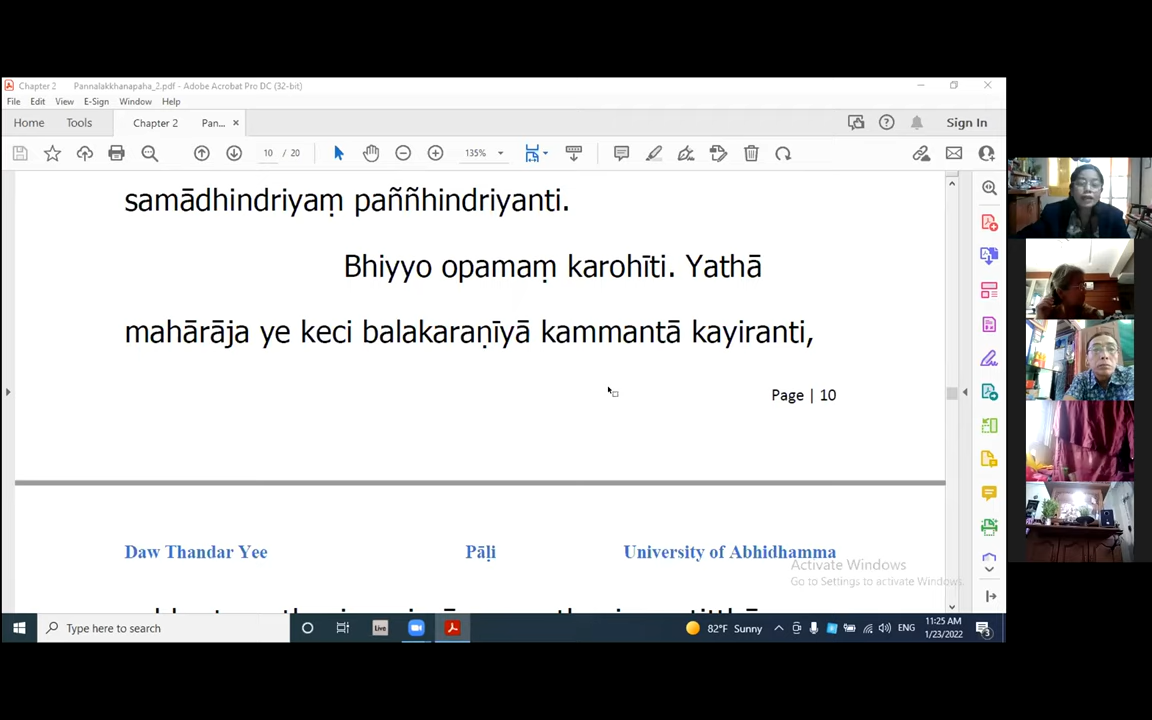 Chapter 2 Pannalakkhanapaha_2.pdf - Adobe Acrobat Pro DC (32-bit)
File Edit View E-Sign Window Help
Home Tools Chapter 2 Pan... × Sign In
10 / 20 135%
samādhindriyaṃ paññhindriyanti.
Bhiyyo opamaṃ karohīti. Yathā
mahārāja ye keci balakaraṇīyā kammantā kayiranti,
Page | 10
Daw Thandar Yee Pāḷi University of Abhidhamma
Activate Windows
Go to Settings to activate Windows.
Type here to search Live 82°F Sunny ENG 11:25 AM
1/23/2022 3